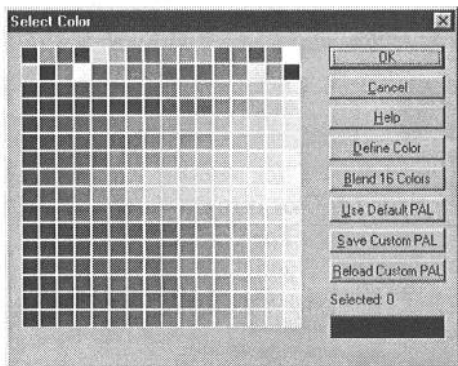 Select Color
OK
Cancel
Help
Define Color
Blend 16 Colors
Use Default PAL
Save Custom PAL
Reload Custom PAL
Selected: 0